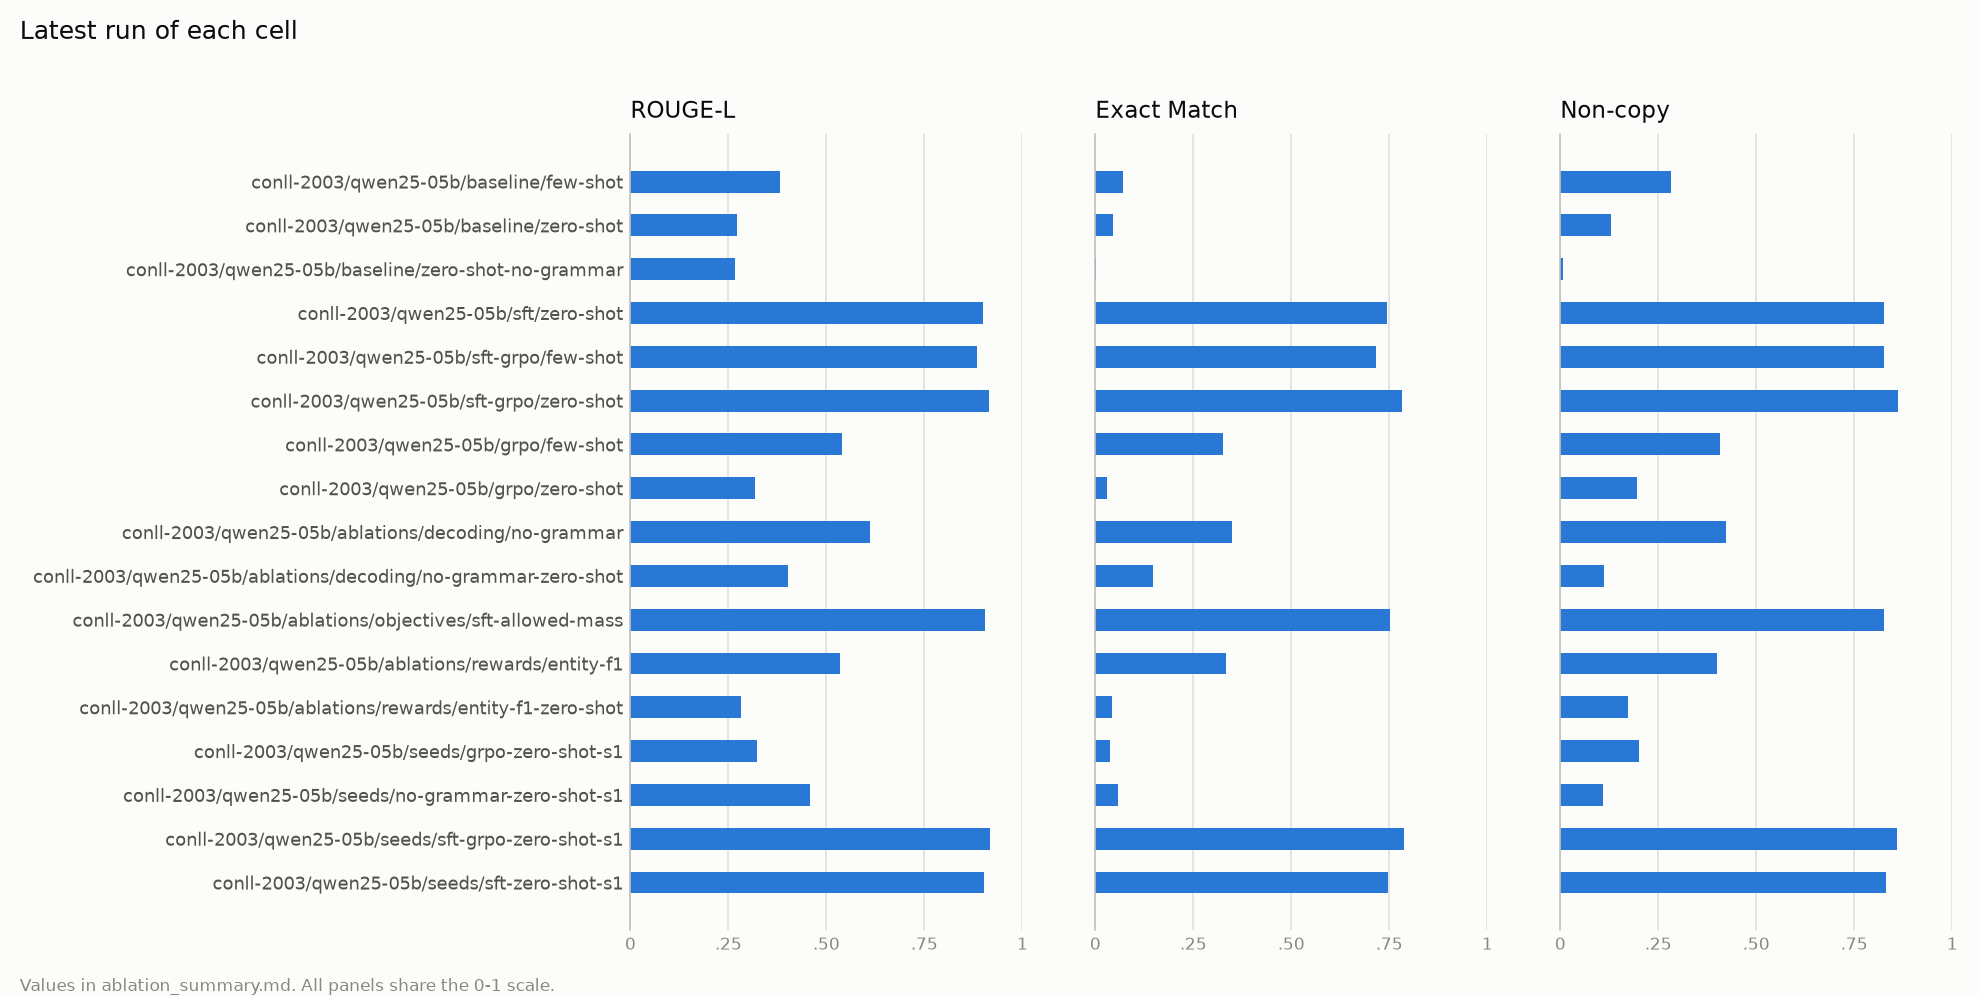 Latest run of each cell
ROUGE-L
Exact Match
Non-copy
conll-2003/qwen25-05b/baseline/few-shot
conll-2003/qwen25-05b/baseline/zero-shot
conll-2003/qwen25-05b/baseline/zero-shot-no-grammar
conll-2003/qwen25-05b/sft/zero-shot
conll-2003/qwen25-05b/sft-grpo/few-shot
conll-2003/qwen25-05b/sft-grpo/zero-shot
conll-2003/qwen25-05b/grpo/few-shot
conll-2003/qwen25-05b/grpo/zero-shot
conll-2003/qwen25-05b/ablations/decoding/no-grammar
conll-2003/qwen25-05b/ablations/decoding/no-grammar-zero-shot
conll-2003/qwen25-05b/ablations/objectives/sft-allowed-mass
conll-2003/qwen25-05b/ablations/rewards/entity-f1
conll-2003/qwen25-05b/ablations/rewards/entity-f1-zero-shot
conll-2003/qwen25-05b/seeds/grpo-zero-shot-s1
conll-2003/qwen25-05b/seeds/no-grammar-zero-shot-s1
conll-2003/qwen25-05b/seeds/sft-grpo-zero-shot-s1
conll-2003/qwen25-05b/seeds/sft-zero-shot-s1
0 .25 .50 .75 1
0 .25 .50 .75 1
0 .25 .50 .75 1
Values in ablation_summary.md. All panels share the 0-1 scale.